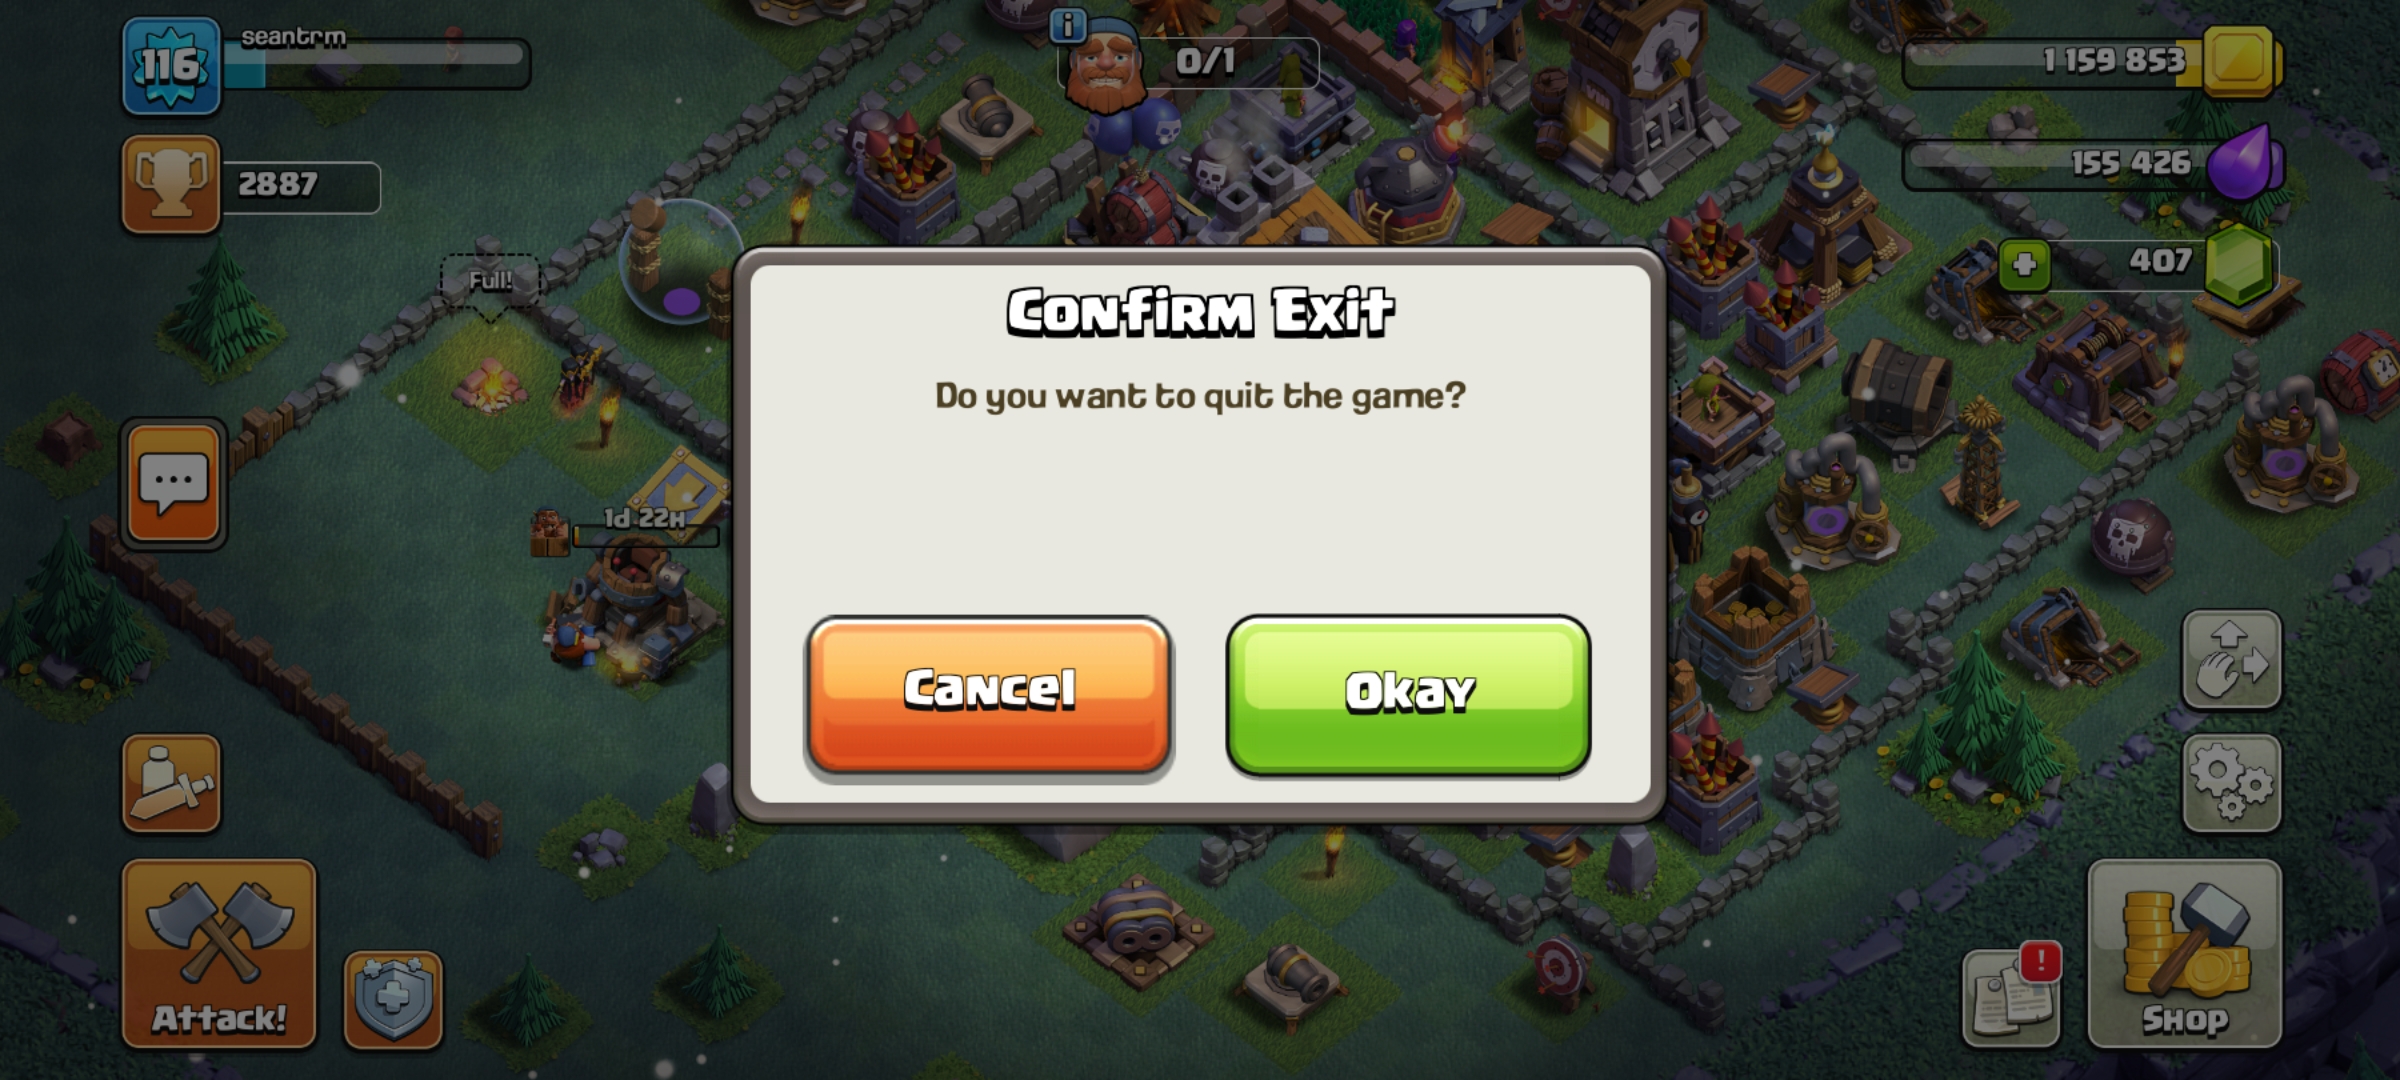 116
seantrm
i
0/1
1 159 853
2887
155 426
407
Full!
Confirm Exit
Do you want to quit the game?
1d 22H
Cancel
Okay
Attack!
!
Shop